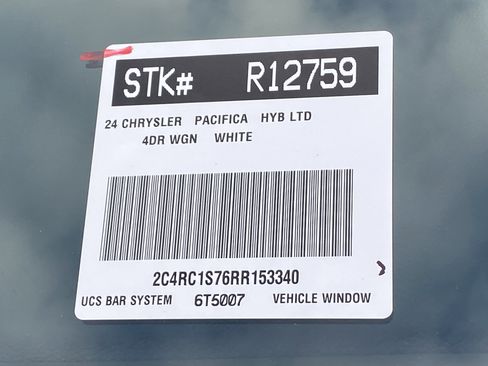 STK# R12759
24 CHRYSLER PACIFICA HYB LTD
4DR WGN WHITE
2C4RC1S76RR153340
UCS BAR SYSTEM 6T5007 VEHICLE WINDOW